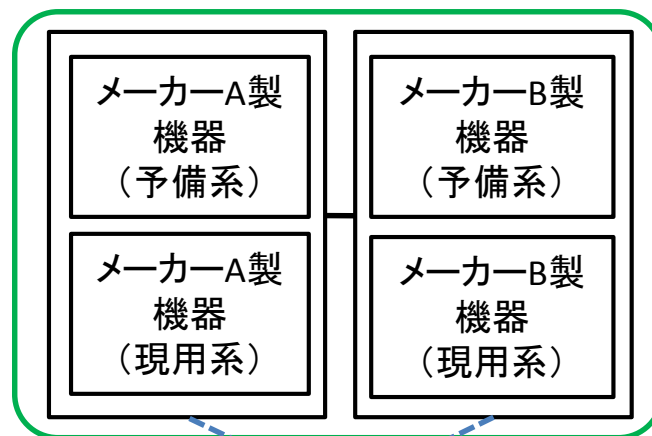 メーカーA製
機器
（予備系）
メーカーB製
機器
（予備系）
メーカーA製
機器
（現用系）
メーカーB製
機器
（現用系）